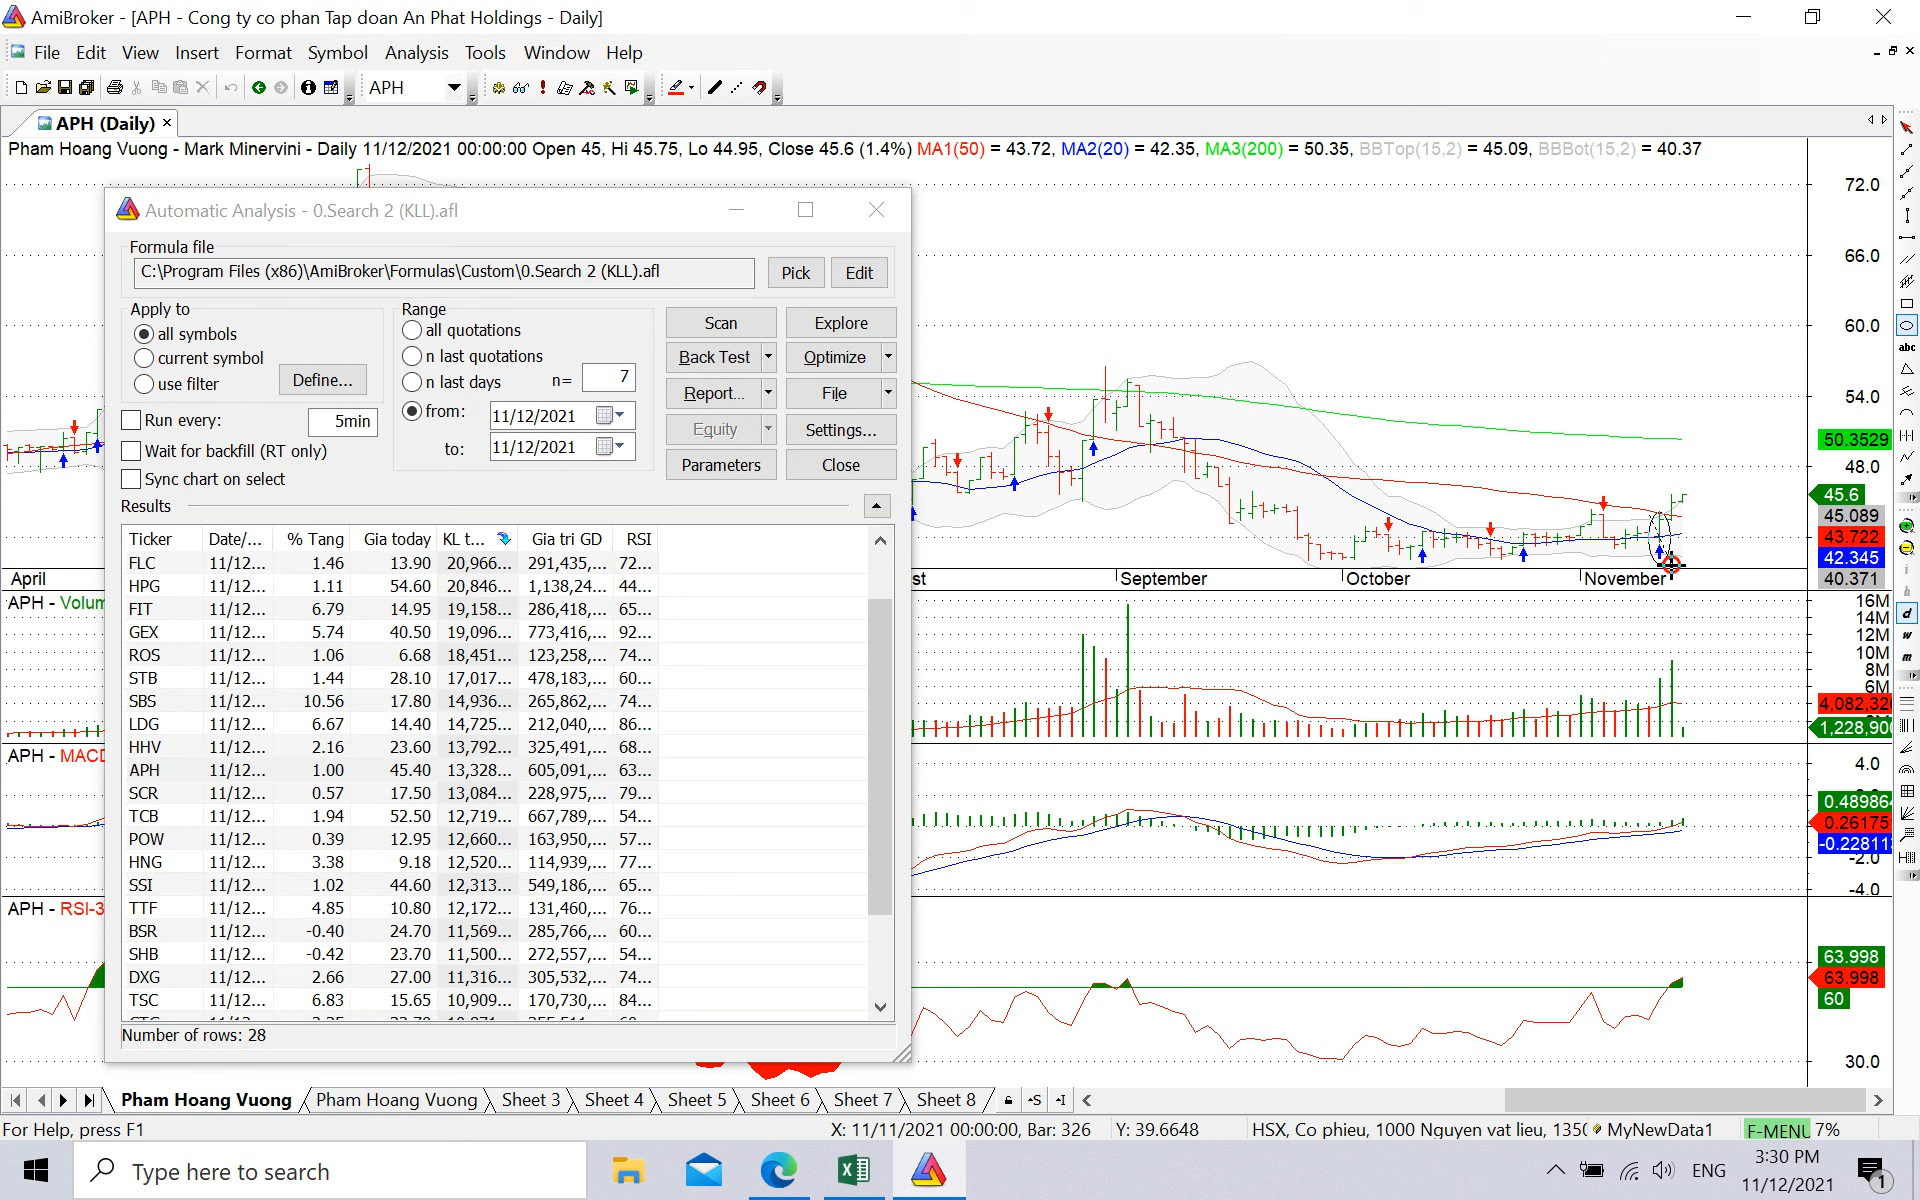 AmiBroker - [APH - Cong ty co phan Tap doan An Phat Holdings - Daily]
File Edit View Insert Format Symbol Analysis Tools Window Help
APH
APH (Daily)
Pham Hoang Vuong - Mark Minervini - Daily 11/12/2021 00:00:00 Open 45, Hi 45.75, Lo 44.95, Close 45.6 (1.4%) MA1(50) = 43.72, MA2(20) = 42.35, MA3(200) = 50.35, BBTop(15,2) = 45.09, BBBot(15,2) = 40.37
Automatic Analysis - 0.Search 2 (KLL).afl
Formula file
C:\Program Files (x86)\AmiBroker\Formulas\Custom\0.Search 2 (KLL).afl
Pick Edit
Apply to
all symbols
current symbol
use filter
Define...
Range
all quotations
n last quotations
n last days n= 7
from: 11/12/2021
to: 11/12/2021
Scan Explore
Back Test Optimize
Report... File
Equity Settings...
Parameters Close
Run every: 5min
Wait for backfill (RT only)
Sync chart on select
Results
Ticker Date/... % Tang Gia today KL t... Gia tri GD RSI
FLC 11/12... 1.46 13.90 20,966... 291,435,... 72...
HPG 11/12... 1.11 54.60 20,846... 1,138,24... 44...
FIT 11/12... 6.79 14.95 19,158... 286,418,... 65...
GEX 11/12... 5.74 40.50 19,096... 773,416,... 92...
ROS 11/12... 1.06 6.68 18,451... 123,258,... 74...
STB 11/12... 1.44 28.10 17,017... 478,183,... 60...
SBS 11/12... 10.56 17.80 14,936... 265,862,... 74...
LDG 11/12... 6.67 14.40 14,725... 212,040,... 86...
HHV 11/12... 2.16 23.60 13,792... 325,491,... 68...
APH 11/12... 1.00 45.40 13,328... 605,091,... 63...
SCR 11/12... 0.57 17.50 13,084... 228,975,... 79...
TCB 11/12... 1.94 52.50 12,719... 667,789,... 54...
POW 11/12... 0.39 12.95 12,660... 163,950,... 57...
HNG 11/12... 3.38 9.18 12,520... 114,939,... 77...
SSI 11/12... 1.02 44.60 12,313... 549,186,... 65...
TTF 11/12... 4.85 10.80 12,172... 131,460,... 76...
BSR 11/12... -0.40 24.70 11,569... 285,766,... 60...
SHB 11/12... -0.42 23.70 11,500... 272,557,... 54...
DXG 11/12... 2.66 27.00 11,316... 305,532,... 74...
TSC 11/12... 6.83 15.65 10,909... 170,730,... 84...
Number of rows: 28
72.0
66.0
60.0
54.0
50.3529
48.0
45.6
45.089
43.722
42.345
40.371
April
st September October November
APH - Volum
16M
14M
12M
10M
8M
6M
4,082,32
1,228,90
APH - MACD
4.0
0.48986
0.26175
-0.22811
-2.0
-4.0
APH - RSI-3
63.998
63.998
60
30.0
abc
i
h
d
w
m
Pham Hoang Vuong Pham Hoang Vuong Sheet 3 Sheet 4 Sheet 5 Sheet 6 Sheet 7 Sheet 8
S I
For Help, press F1 X: 11/11/2021 00:00:00, Bar: 326 Y: 39.6648 HSX, Co phieu, 1000 Nguyen vat lieu, 135 MyNewData1 F-MENU 7%
Type here to search
ENG
3:30 PM
11/12/2021
1